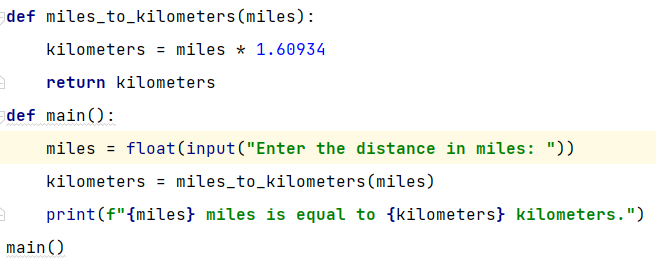 def miles_to_kilometers(miles):
    kilometers = miles * 1.60934
    return kilometers
def main():
    miles = float(input("Enter the distance in miles: "))
    kilometers = miles_to_kilometers(miles)
    print(f"{miles} miles is equal to {kilometers} kilometers.")
main()